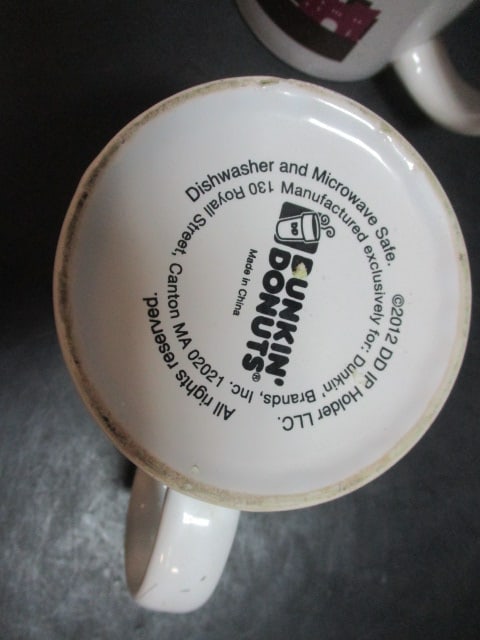 Dishwasher and Microwave Safe.
©2012 DD IP Holder LLC.
All rights reserved.
Manufactured exclusively for: Dunkin' Brands, Inc.
130 Royall Street, Canton MA 02021
DD
DUNKIN'
DONUTS®
Made in China